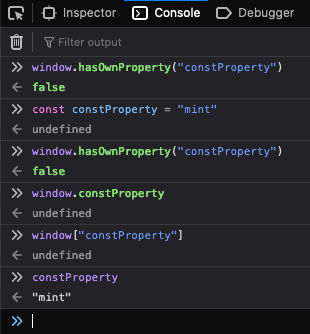 Inspector Console Debugger
Filter output
» window.hasOwnProperty("constProperty")
← false
» const constProperty = "mint"
← undefined
» window.hasOwnProperty("constProperty")
← false
» window.constProperty
← undefined
» window["constProperty"]
← undefined
» constProperty
← "mint"
»